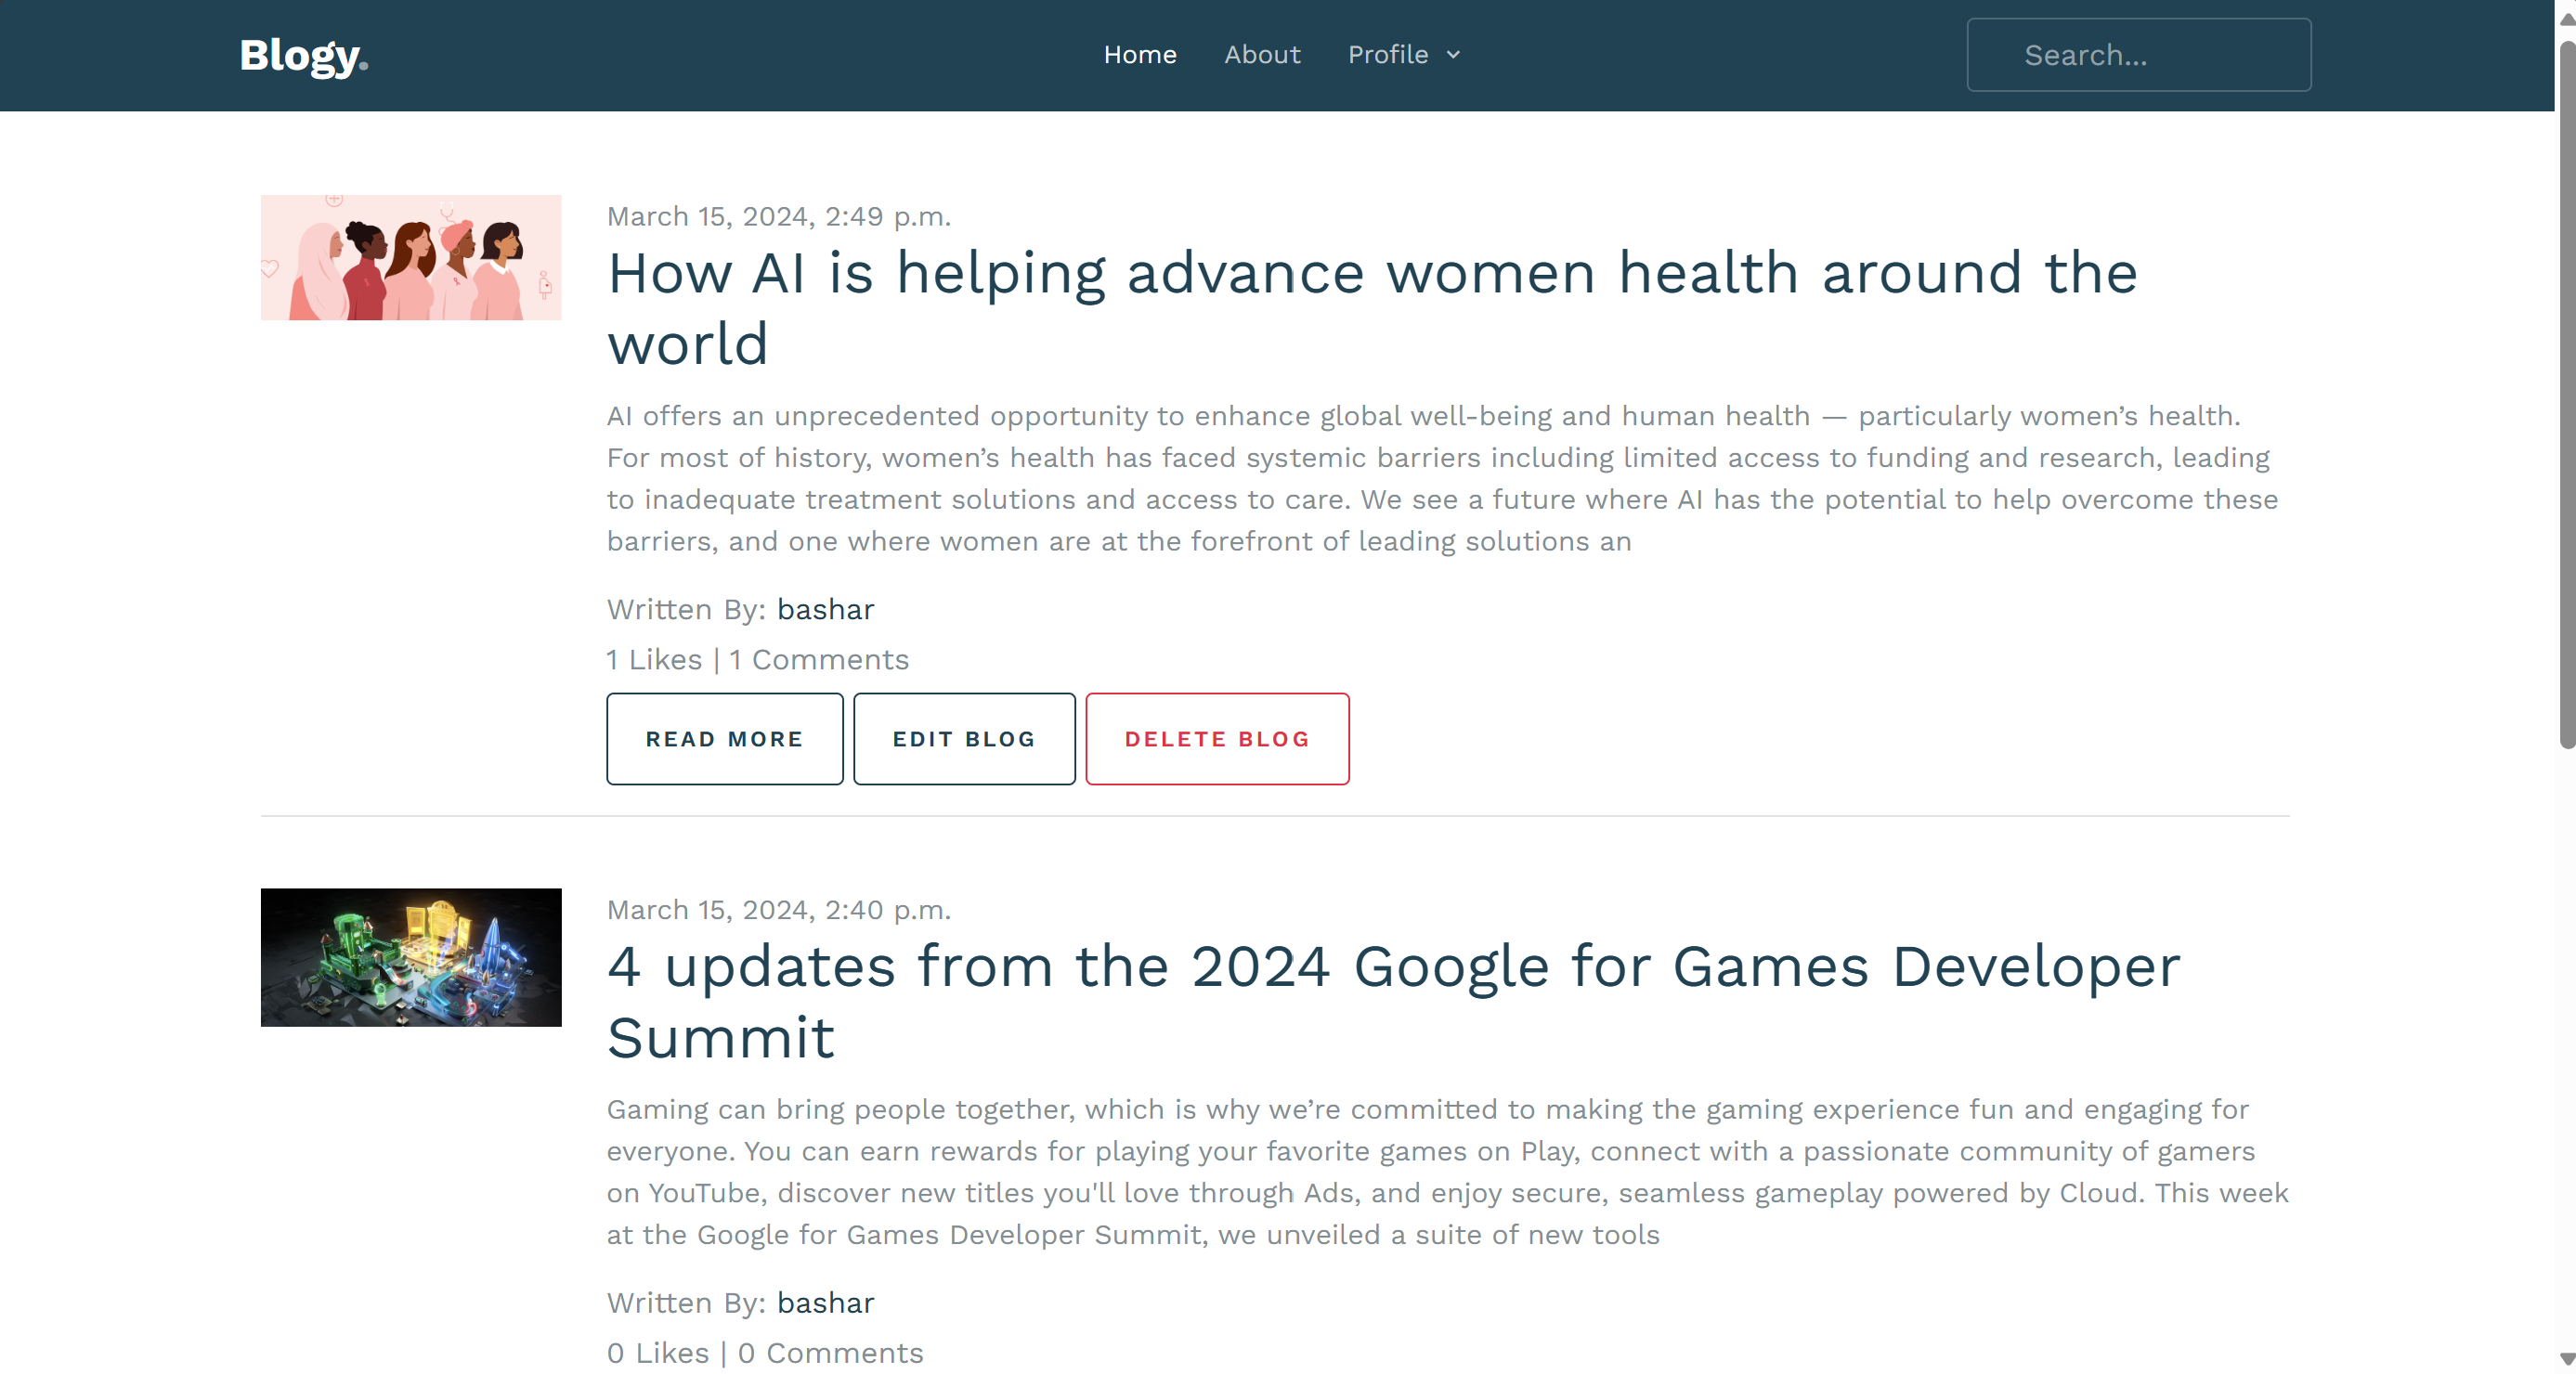 Blogy.
Home About Profile
Search...
March 15, 2024, 2:49 p.m.
How AI is helping advance women health around the
world
AI offers an unprecedented opportunity to enhance global well-being and human health — particularly women’s health.
For most of history, women’s health has faced systemic barriers including limited access to funding and research, leading
to inadequate treatment solutions and access to care. We see a future where AI has the potential to help overcome these
barriers, and one where women are at the forefront of leading solutions an
Written By: bashar
1 Likes | 1 Comments
READ MORE EDIT BLOG DELETE BLOG
March 15, 2024, 2:40 p.m.
4 updates from the 2024 Google for Games Developer
Summit
Gaming can bring people together, which is why we’re committed to making the gaming experience fun and engaging for
everyone. You can earn rewards for playing your favorite games on Play, connect with a passionate community of gamers
on YouTube, discover new titles you'll love through Ads, and enjoy secure, seamless gameplay powered by Cloud. This week
at the Google for Games Developer Summit, we unveiled a suite of new tools
Written By: bashar
0 Likes | 0 Comments